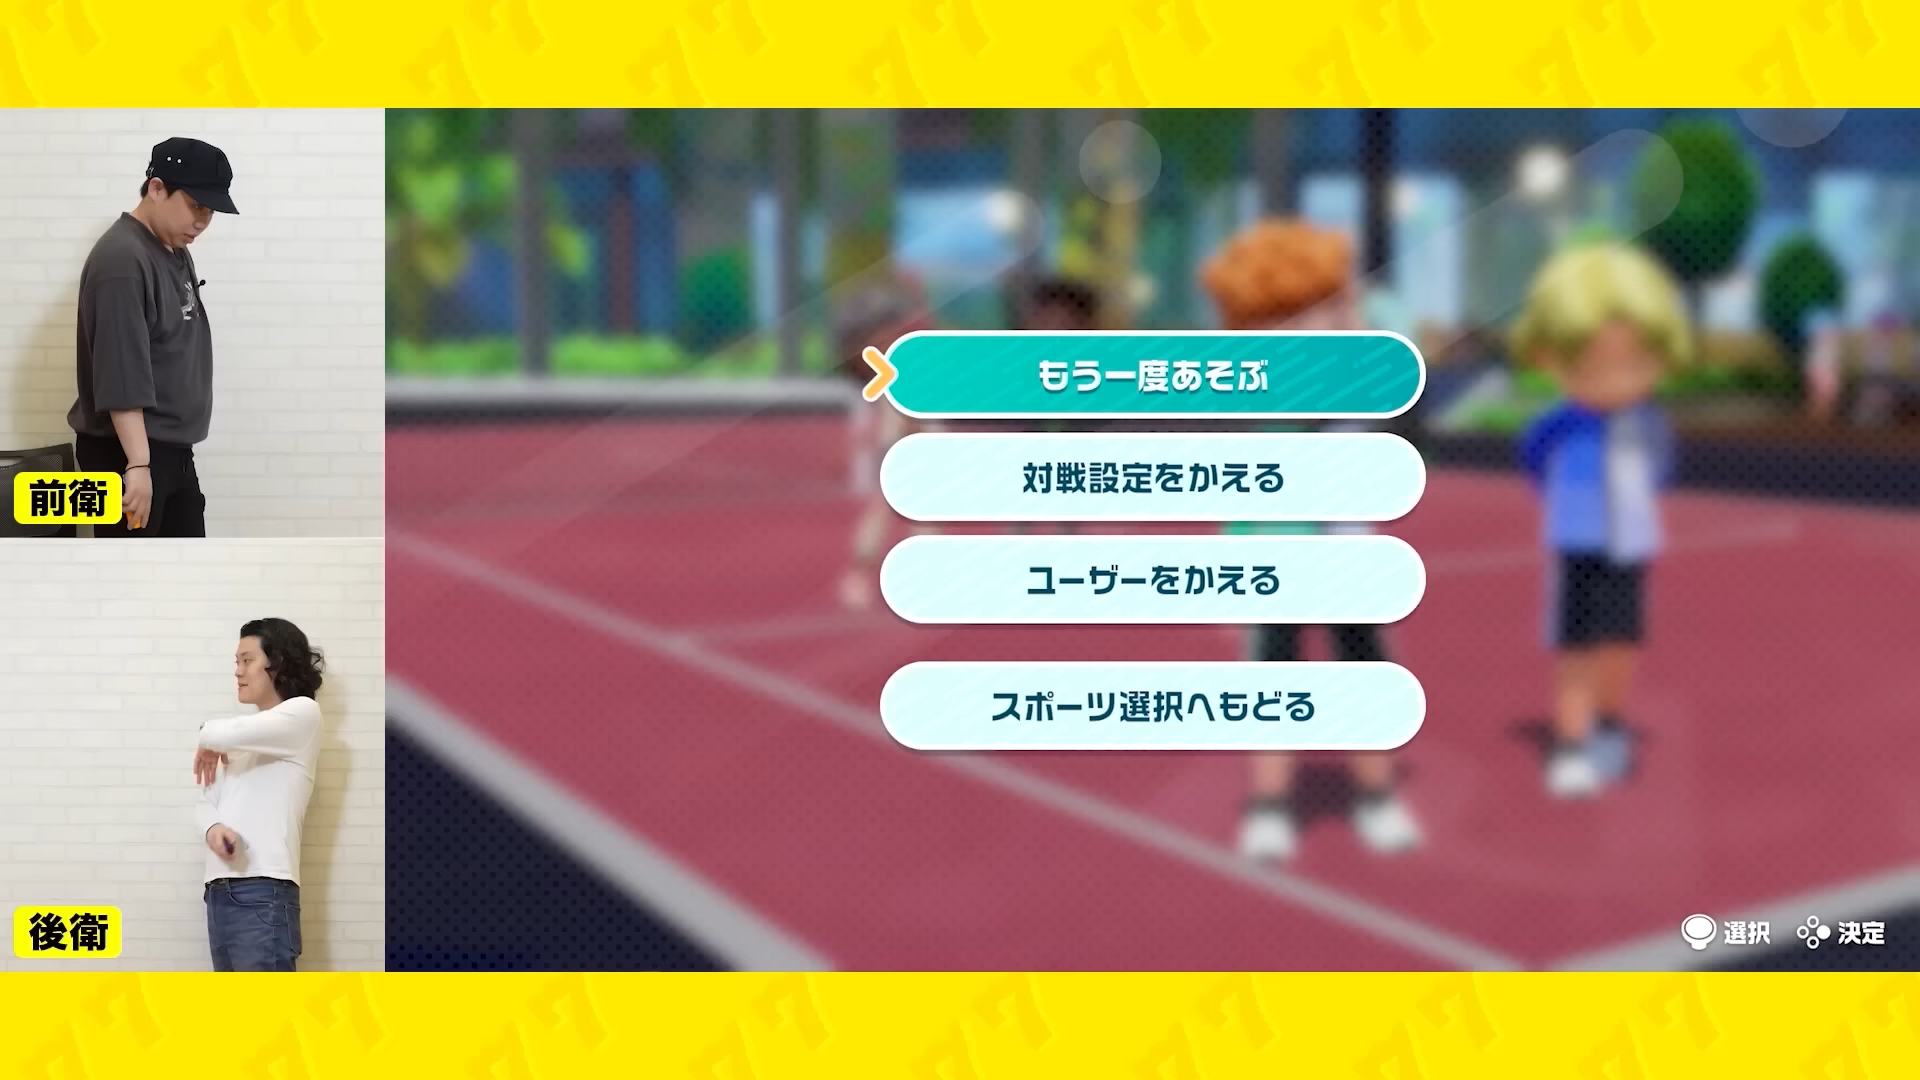 もう一度あそぶ
対戦設定をかえる
ユーザーをかえる
スポーツ選択へもどる
前衛
後衛
選択 決定